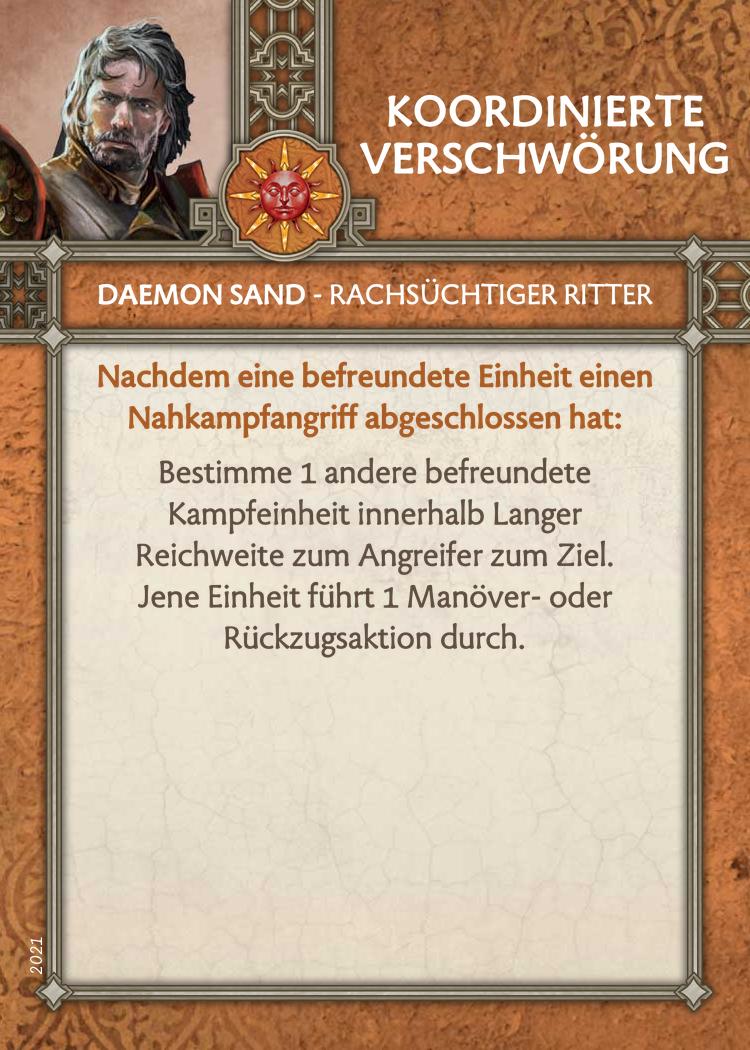 KOORDINIERTE
VERSCHWÖRUNG
DAEMON SAND - RACHSÜCHTIGER RITTER
Nachdem eine befreundete Einheit einen
Nahkampfangriff abgeschlossen hat:
Bestimme 1 andere befreundete
Kampfeinheit innerhalb Langer
Reichweite zum Angreifer zum Ziel.
Jene Einheit führt 1 Manöver- oder
Rückzugsaktion durch.
2021